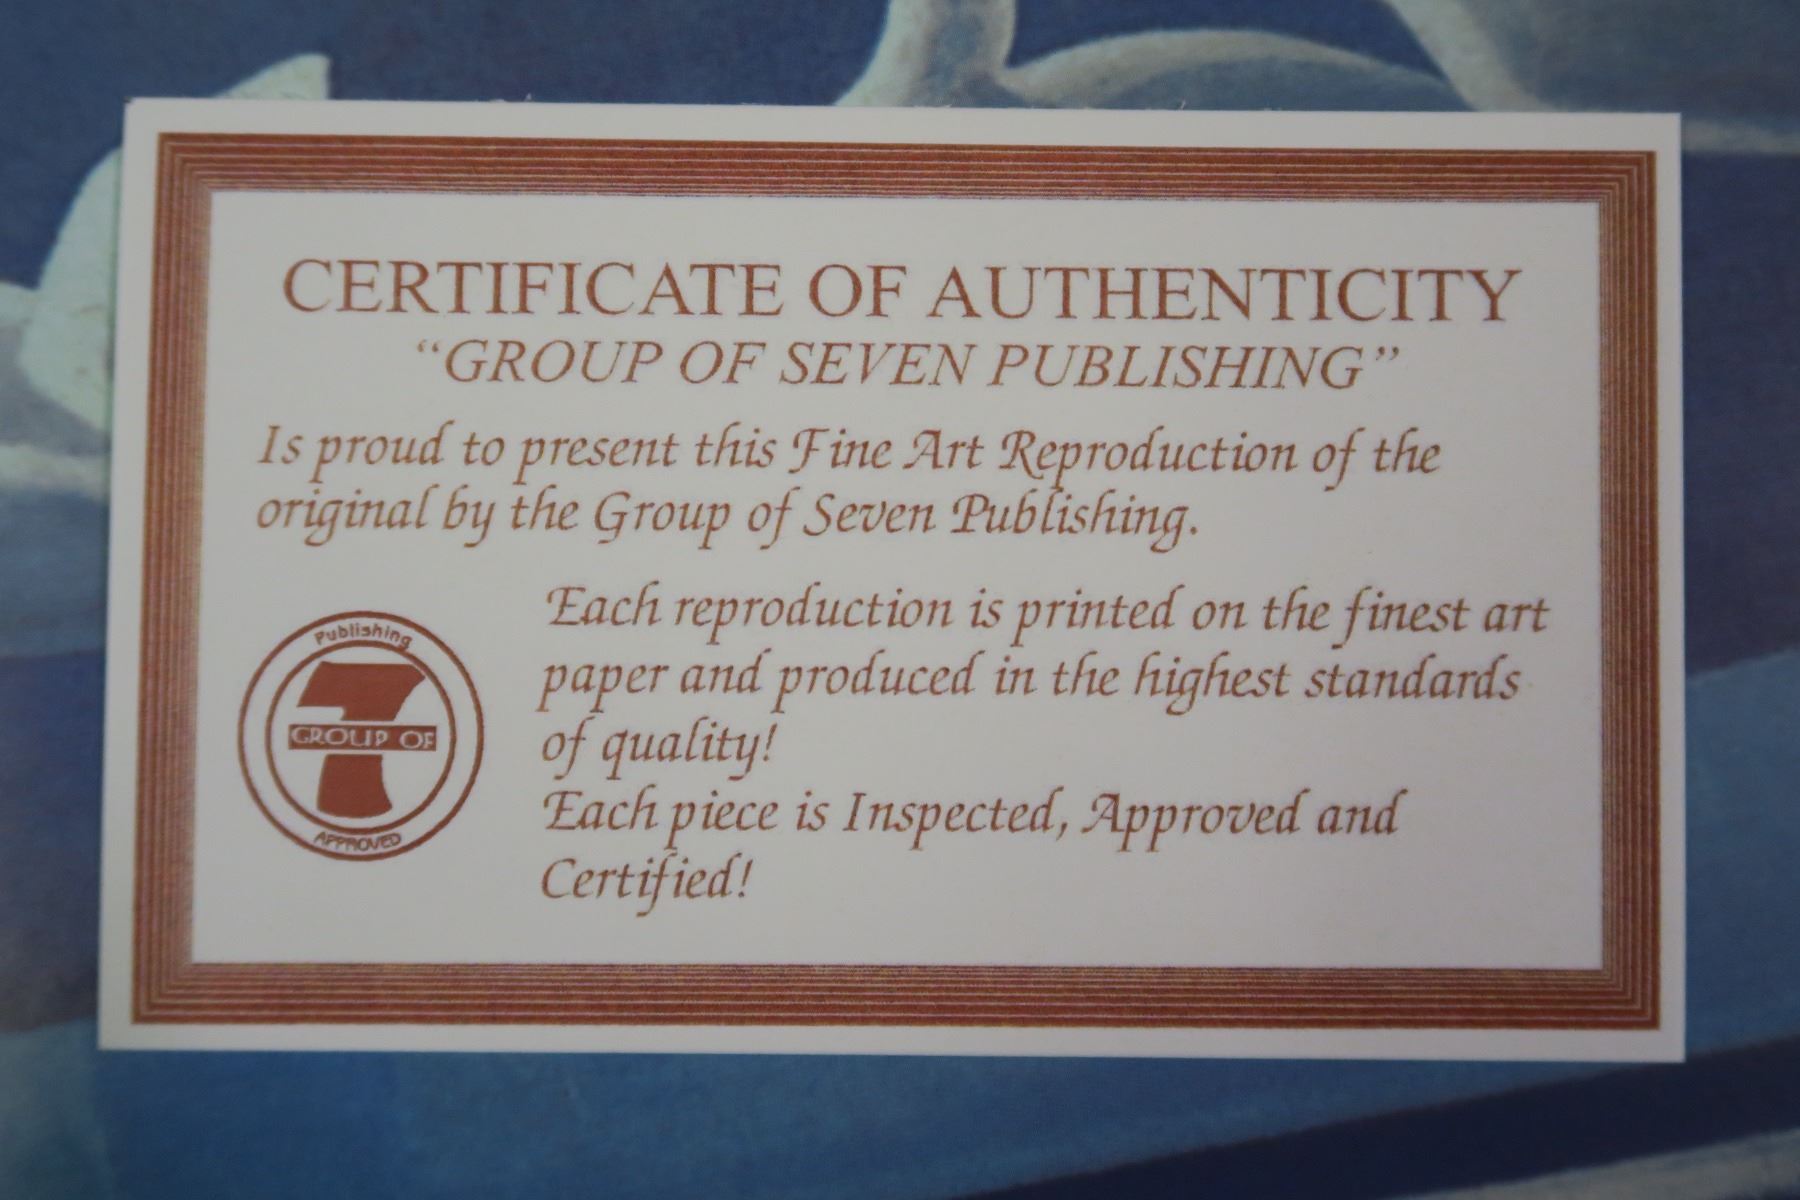 CERTIFICATE OF AUTHENTICITY
“GROUP OF SEVEN PUBLISHING”
Is proud to present this Fine Art Reproduction of the
original by the Group of Seven Publishing.
Publishing
7
GROUP OF
APPROVED
Each reproduction is printed on the finest art
paper and produced in the highest standards
of quality!
Each piece is Inspected, Approved and
Certified!